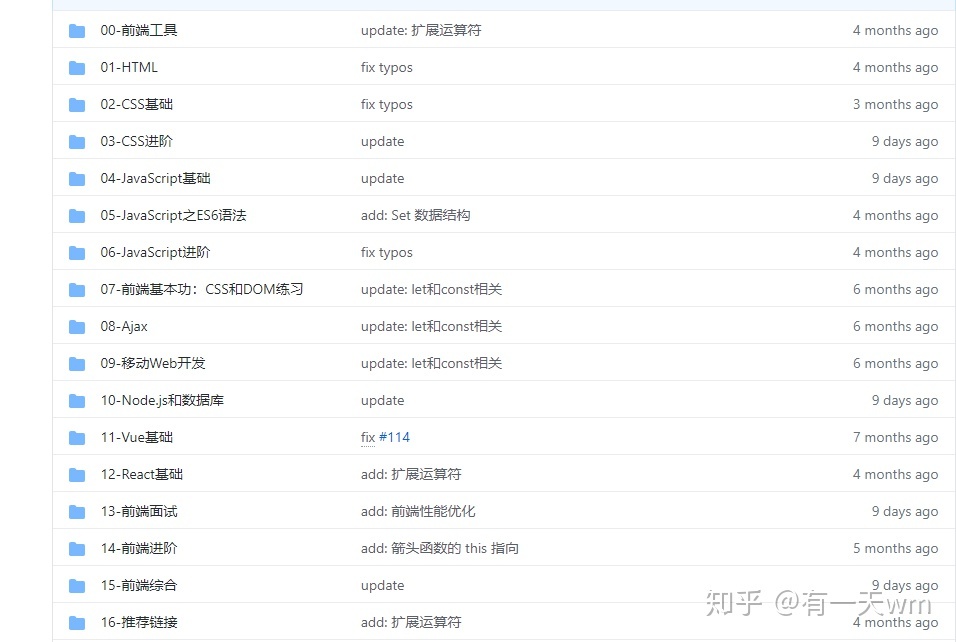 00-前端工具 update: 扩展运算符 4 months ago
01-HTML fix typos 4 months ago
02-CSS基础 fix typos 3 months ago
03-CSS进阶 update 9 days ago
04-JavaScript基础 update 9 days ago
05-JavaScript之ES6语法 add: Set 数据结构 4 months ago
06-JavaScript进阶 fix typos 4 months ago
07-前端基本功：CSS和DOM练习 update: let和const相关 6 months ago
08-Ajax update: let和const相关 6 months ago
09-移动Web开发 update: let和const相关 6 months ago
10-Node.js和数据库 update 9 days ago
11-Vue基础 fix #114 7 months ago
12-React基础 add: 扩展运算符 4 months ago
13-前端面试 add: 前端性能优化 9 days ago
14-前端进阶 add: 箭头函数的 this 指向 5 months ago
15-前端综合 update 9 days ago
知乎 @有一天wm
16-推荐链接 add: 扩展运算符 4 months ago